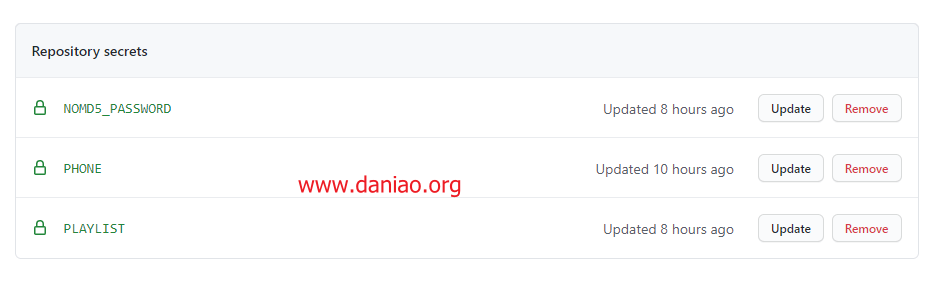 Repository secrets
NOMD5_PASSWORD Updated 8 hours ago Update Remove
PHONE Updated 10 hours ago Update Remove
www.daniao.org
PLAYLIST Updated 8 hours ago Update Remove